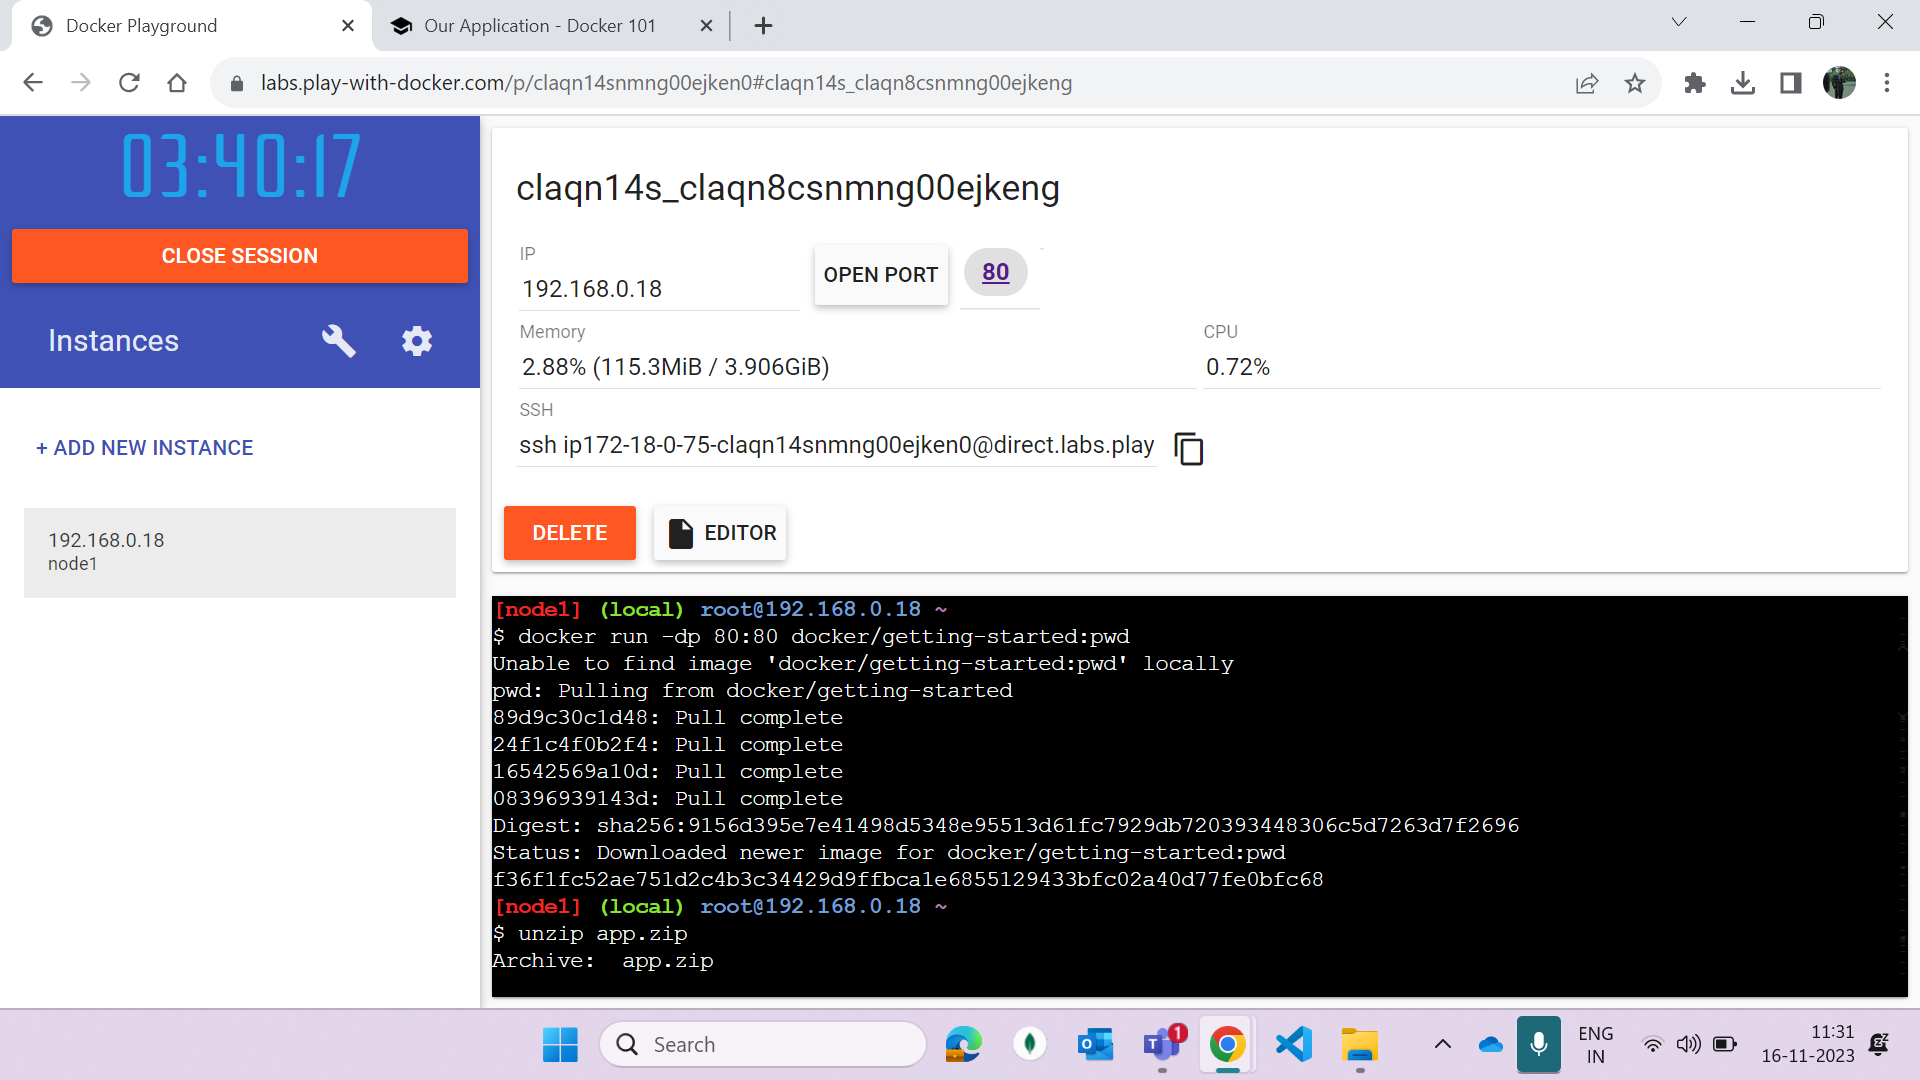 Docker Playground
Our Application - Docker 101
labs.play-with-docker.com/p/claqn14snmng00ejken0#claqn14s_claqn8csnmng00ejkeng
03:40:17
CLOSE SESSION
Instances
+ ADD NEW INSTANCE
192.168.0.18
node1
claqn14s_claqn8csnmng00ejkeng
IP
192.168.0.18
OPEN PORT
80
Memory
2.88% (115.3MiB / 3.906GiB)
CPU
0.72%
SSH
ssh ip172-18-0-75-claqn14snmng00ejken0@direct.labs.play
DELETE
EDITOR
[node1] (local) root@192.168.0.18 ~
$ docker run -dp 80:80 docker/getting-started:pwd
Unable to find image 'docker/getting-started:pwd' locally
pwd: Pulling from docker/getting-started
89d9c30c1d48: Pull complete
24f1c4f0b2f4: Pull complete
16542569a10d: Pull complete
08396939143d: Pull complete
Digest: sha256:9156d395e7e41498d5348e95513d61fc7929db720393448306c5d7263d7f2696
Status: Downloaded newer image for docker/getting-started:pwd
f36f1fc52ae751d2c4b3c34429d9ffbca1e6855129433bfc02a40d77fe0bfc68
[node1] (local) root@192.168.0.18 ~
$ unzip app.zip
Archive:  app.zip
Search
1
ENG
IN
11:31
16-11-2023